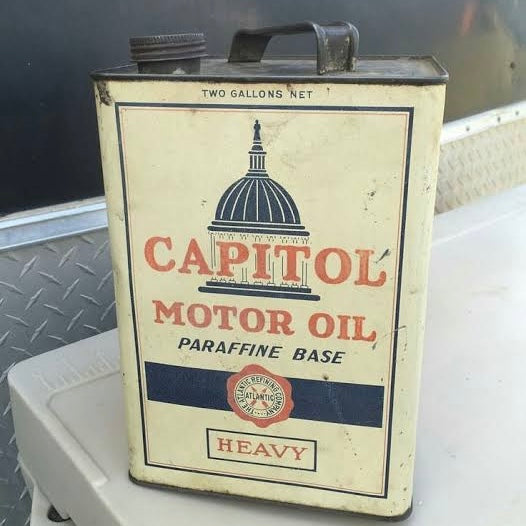 TWO GALLONS NET
CAPITOL
MOTOR OIL
PARAFFINE BASE
THE ATLANTIC REFINING COMPANY
ATLANTIC
HEAVY